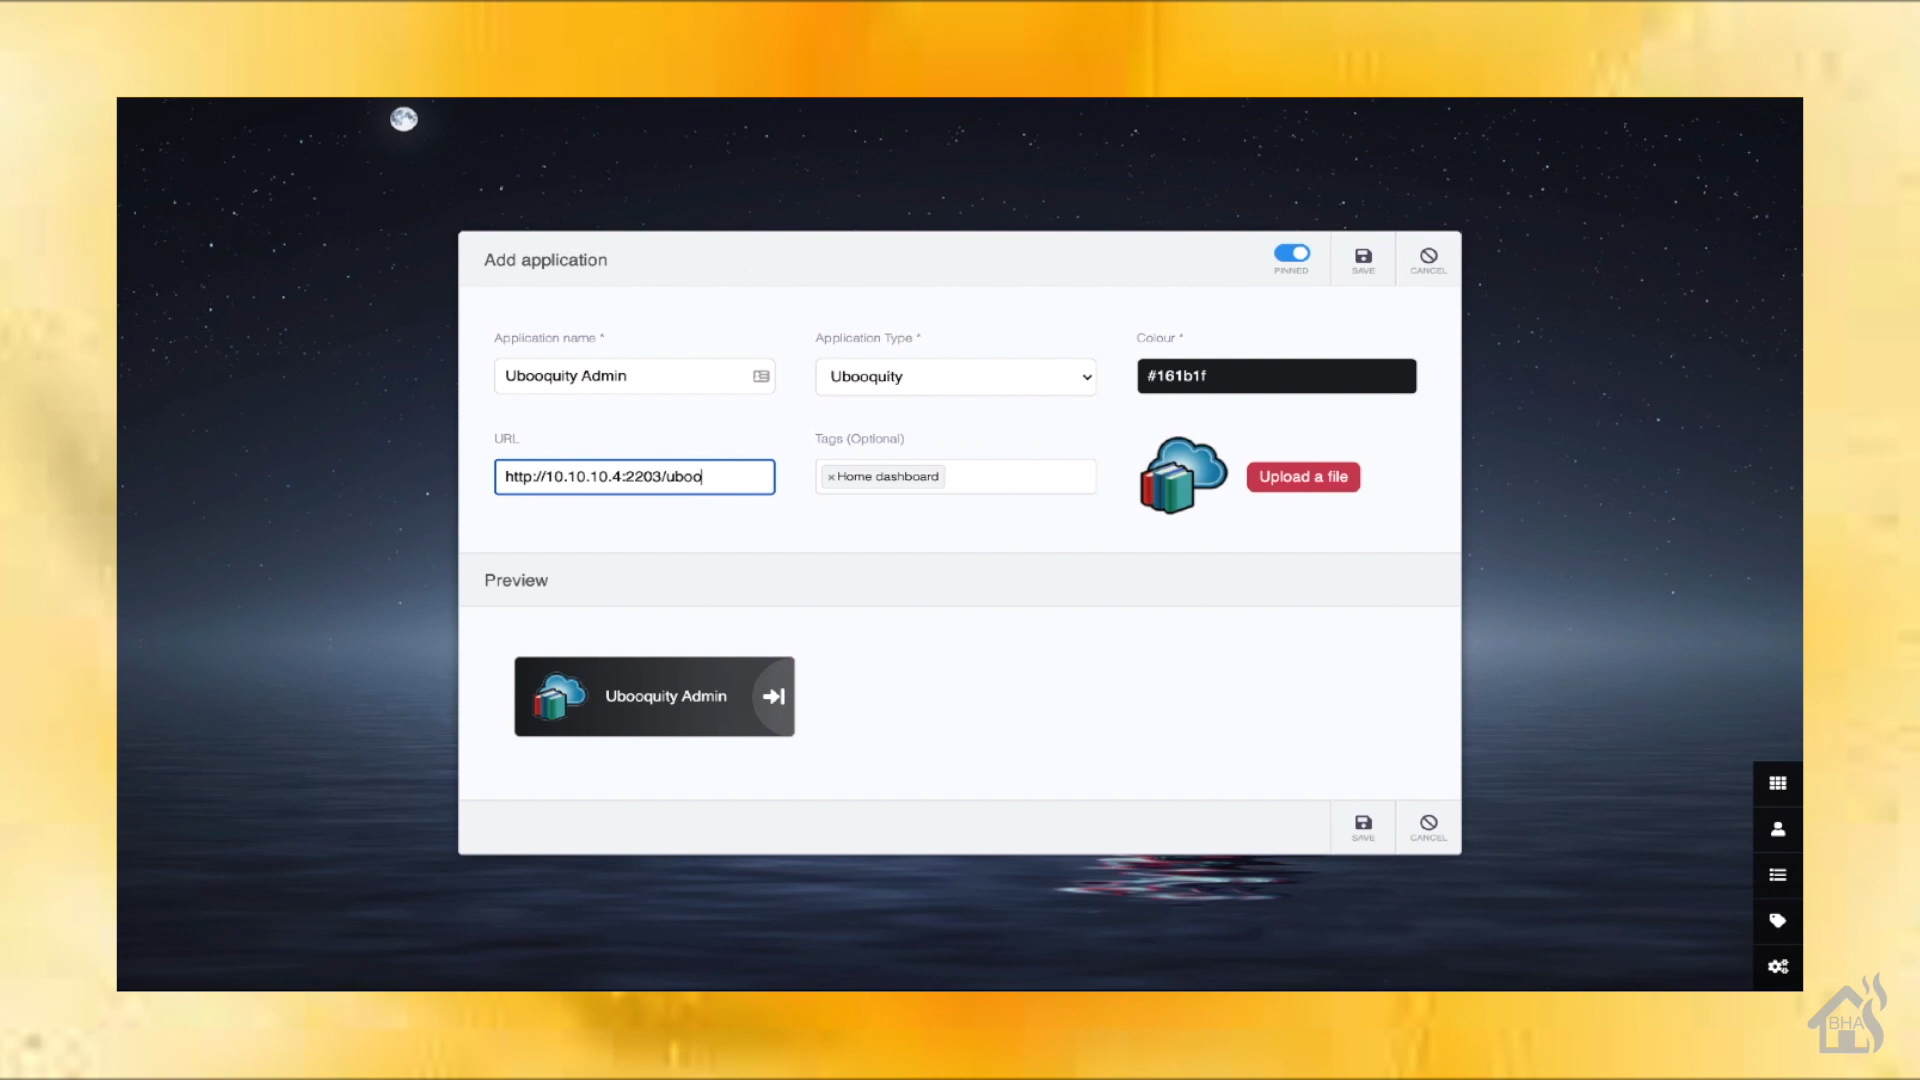 Add application
PINNED
SAVE
CANCEL
Application name *
Application Type *
Colour *
Ubooquity Admin
Ubooquity
#161b1f
URL
Tags (Optional)
http://10.10.10.4:2203/uboo
× Home dashboard
Upload a file
Preview
Ubooquity Admin
SAVE
CANCEL
BHA